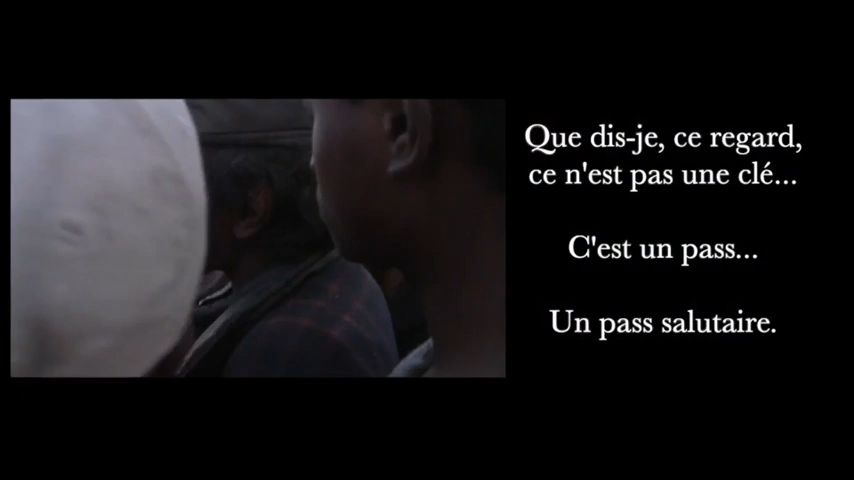 Que dis-je, ce regard,
ce n'est pas une clé...
C'est un pass...
Un pass salutaire.